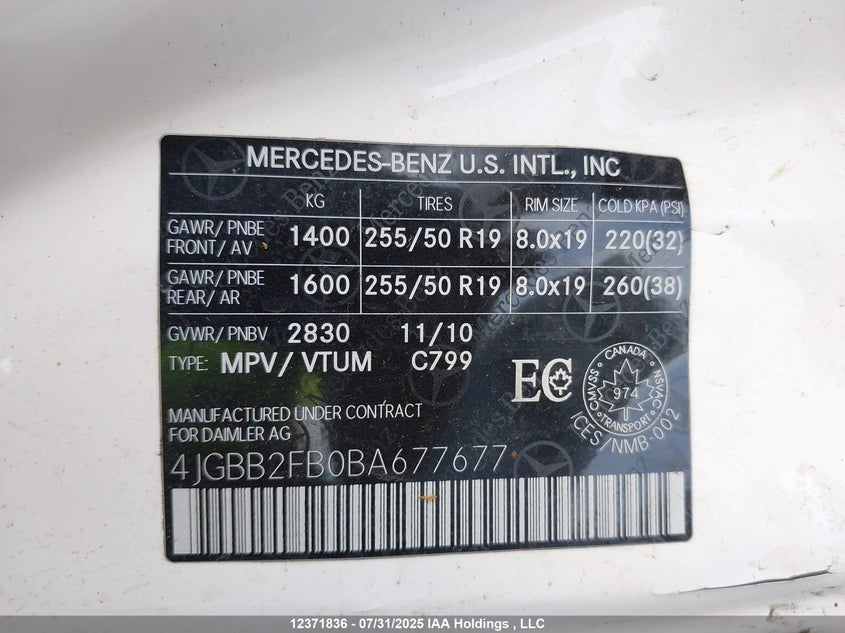 MERCEDES-BENZ U.S. INTL., INC
KG TIRES RIM SIZE COLD KPA (PSI)
GAWR/ PNBE FRONT/ AV 1400 255/50 R19 8.0x19 220(32)
GAWR/ PNBE REAR/ AR 1600 255/50 R19 8.0x19 260(38)
GVWR/ PNBV 2830 11/10
TYPE: MPV/ VTUM C799
EC
CANADA
CMVSS 974 NSVAC
TRANSPORT
ICES/NMB-002
MANUFACTURED UNDER CONTRACT
FOR DAIMLER AG
4JGBB2FB0BA677677
12371836 - 07/31/2025 IAA Holdings , LLC